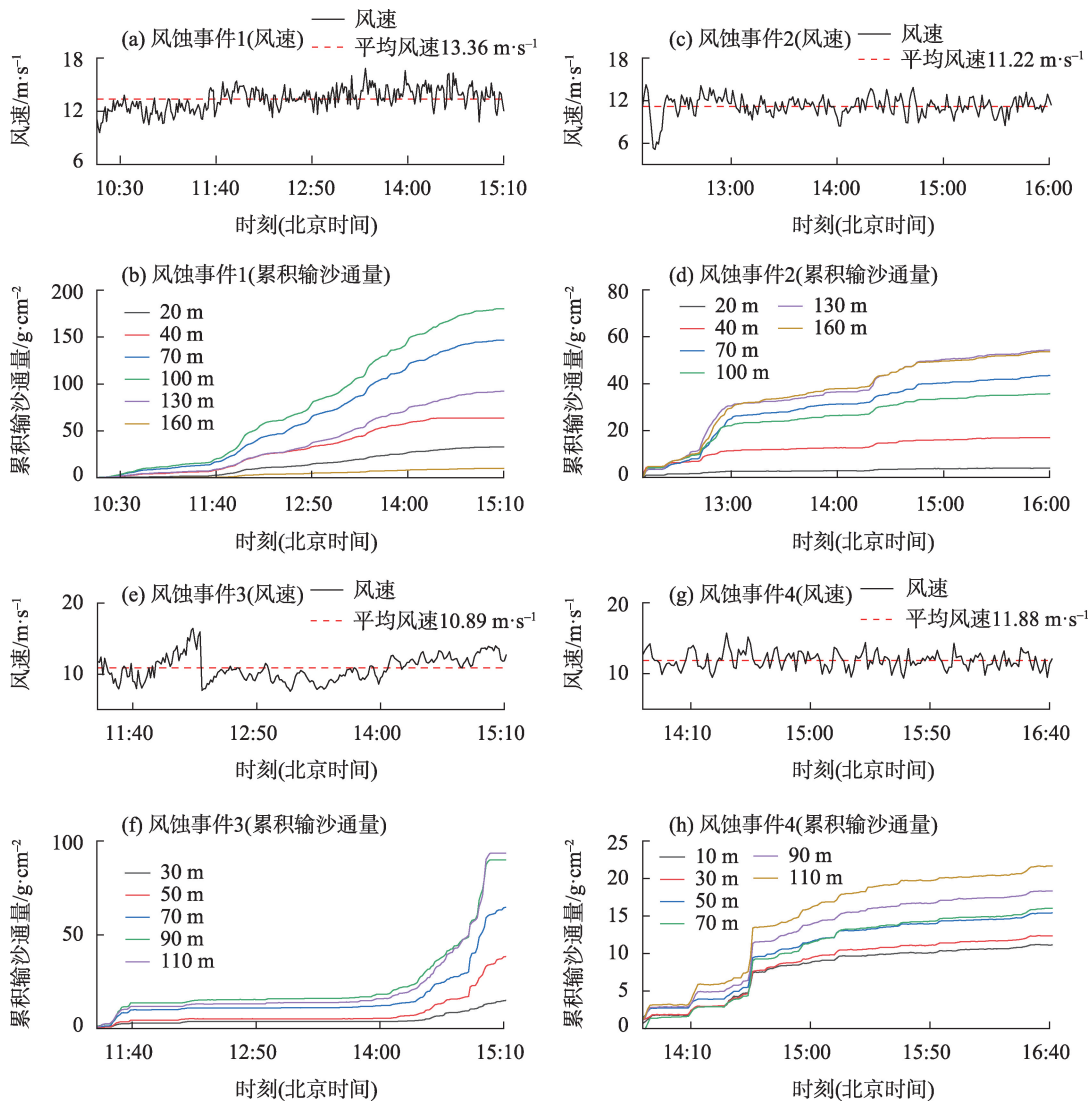 (a) 风蚀事件1(风速)
风速
平均风速13.36 m·s⁻¹
风速/m·s⁻¹
18
12
6
10:30
11:40
12:50
14:00
15:10
时刻(北京时间)
(c) 风蚀事件2(风速)
风速
平均风速11.22 m·s⁻¹
风速/m·s⁻¹
18
12
6
13:00
14:00
15:00
16:00
时刻(北京时间)
(b) 风蚀事件1(累积输沙通量)
累积输沙通量/g·cm⁻²
200
150
100
50
0
20 m
40 m
70 m
100 m
130 m
160 m
10:30
11:40
12:50
14:00
15:10
时刻(北京时间)
(d) 风蚀事件2(累积输沙通量)
累积输沙通量/g·cm⁻²
80
60
40
20
0
20 m
40 m
70 m
100 m
130 m
160 m
13:00
14:00
15:00
16:00
时刻(北京时间)
(e) 风蚀事件3(风速)
风速
平均风速10.89 m·s⁻¹
风速/m·s⁻¹
20
10
11:40
12:50
14:00
15:10
时刻(北京时间)
(g) 风蚀事件4(风速)
风速
平均风速11.88 m·s⁻¹
风速/m·s⁻¹
20
10
14:10
15:00
15:50
16:40
时刻(北京时间)
(f) 风蚀事件3(累积输沙通量)
累积输沙通量/g·cm⁻²
100
50
0
30 m
50 m
70 m
90 m
110 m
11:40
12:50
14:00
15:10
时刻(北京时间)
(h) 风蚀事件4(累积输沙通量)
累积输沙通量/g·cm⁻²
25
20
15
10
5
0
10 m
30 m
50 m
70 m
90 m
110 m
14:10
15:00
15:50
16:40
时刻(北京时间)